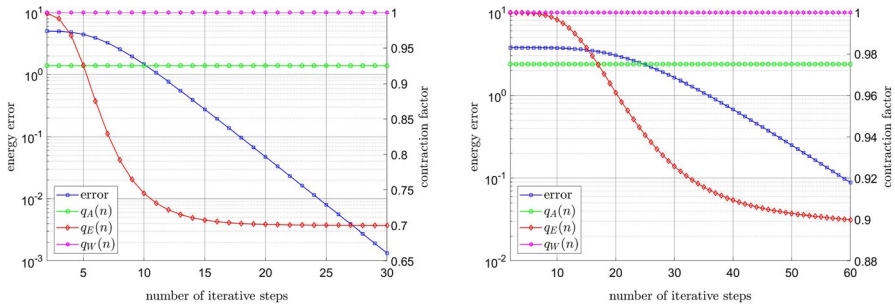 10^1
10^0
10^-1
10^-2
10^-3
energy error
1
0.95
0.9
0.85
0.8
0.75
0.7
0.65
contraction factor
error
q_A(n)
q_E(n)
q_W(n)
5 10 15 20 25 30
number of iterative steps
10^1
10^0
10^-1
10^-2
energy error
1
0.98
0.96
0.94
0.92
0.9
0.88
contraction factor
error
q_A(n)
q_E(n)
q_W(n)
10 20 30 40 50 60
number of iterative steps